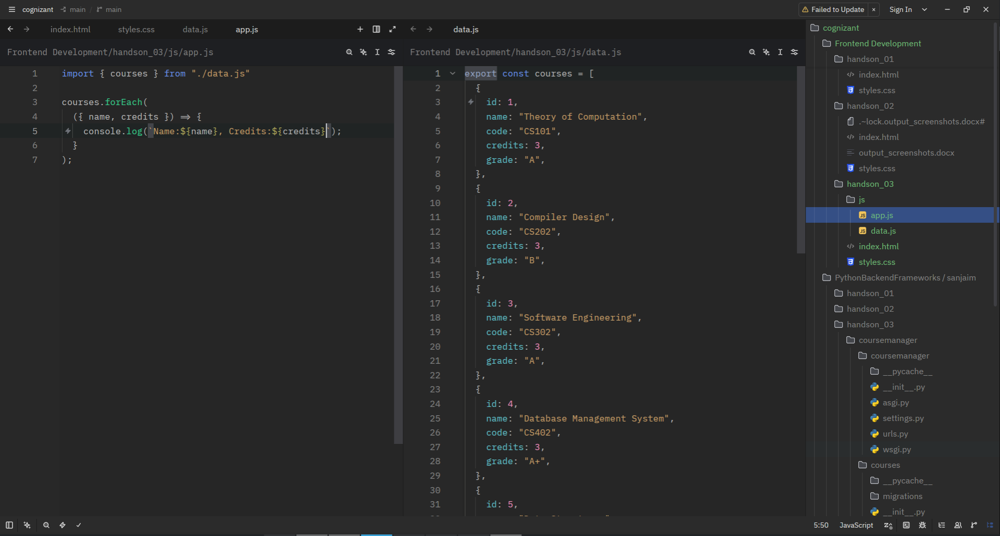 cognizant main / main
Failed to Update × Sign In
index.html styles.css data.js app.js
data.js
Frontend Development/handson_03/js/app.js
1 import { courses } from "./data.js"
2
3 courses.forEach(
4 ({ name, credits }) => {
5 console.log(`Name:${name}, Credits:${credits}`);
6 }
7 );
Frontend Development/handson_03/js/data.js
1 export const courses = [
2 {
3 id: 1,
4 name: "Theory of Computation",
5 code: "CS101",
6 credits: 3,
7 grade: "A",
8 },
9 {
10 id: 2,
11 name: "Compiler Design",
12 code: "CS202",
13 credits: 3,
14 grade: "B",
15 },
16 {
17 id: 3,
18 name: "Software Engineering",
19 code: "CS302",
20 credits: 3,
21 grade: "A",
22 },
23 {
24 id: 4,
25 name: "Database Management System",
26 code: "CS402",
27 credits: 3,
28 grade: "A+",
29 },
30 {
31 id: 5,
cognizant
Frontend Development
handson_01
index.html
styles.css
handson_02
.~lock.output_screenshots.docx#
index.html
output_screenshots.docx
styles.css
handson_03
js
app.js
data.js
index.html
styles.css
PythonBackendFrameworks / sanjaim
handson_01
handson_02
handson_03
coursemanager
coursemanager
__pycache__
__init__.py
asgi.py
settings.py
urls.py
wsgi.py
courses
__pycache__
migrations
__init__.py
5:50 JavaScript